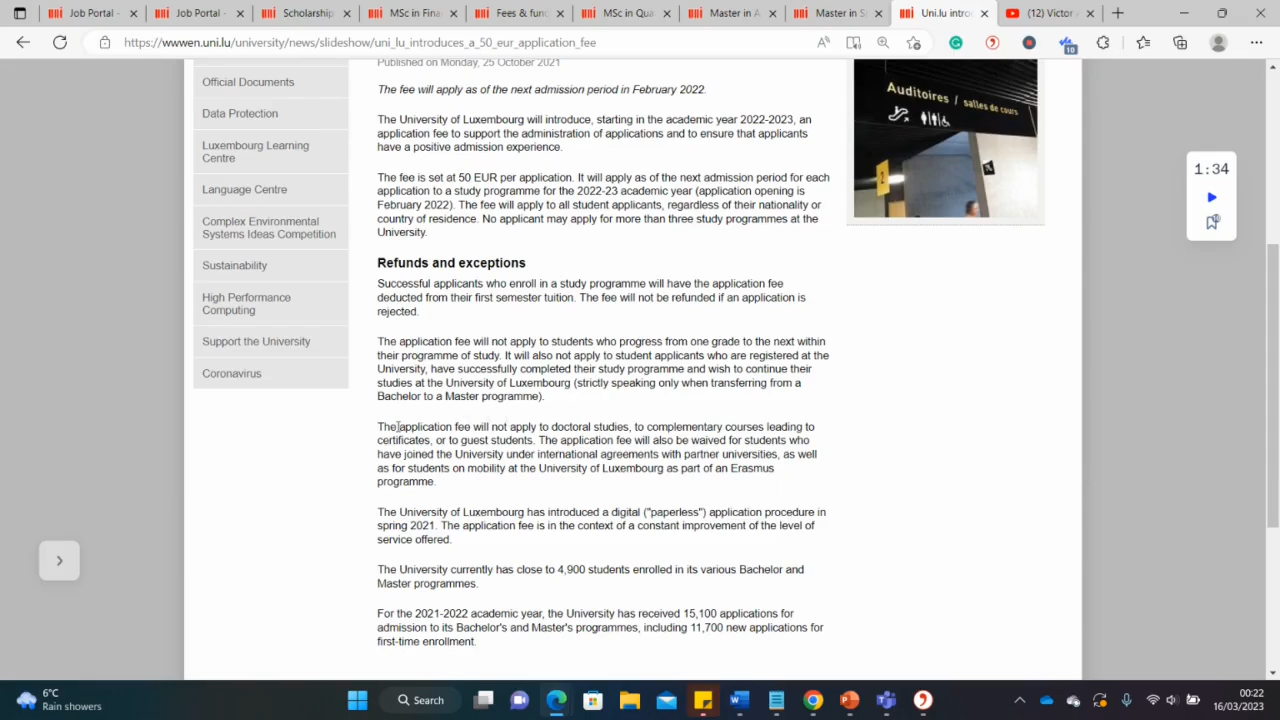 Job Portal -
Job Portal -
Scholarship
MSc in Fina
Fees & fund
MSc in Qua
Master in A
Master in S
Uni.lu intro
(12) Victor
https://wwwen.uni.lu/university/news/slideshow/uni_lu_introduces_a_50_eur_application_fee
10
Official Documents
Data Protection
Luxembourg Learning
Centre
Language Centre
Complex Environmental
Systems Ideas Competition
Sustainability
High Performance
Computing
Support the University
Coronavirus
Published on Monday, 25 October 2021
The fee will apply as of the next admission period in February 2022.
The University of Luxembourg will introduce, starting in the academic year 2022-2023, an
application fee to support the administration of applications and to ensure that applicants
have a positive admission experience.
The fee is set at 50 EUR per application. It will apply as of the next admission period for each
application to a study programme for the 2022-23 academic year (application opening is
February 2022). The fee will apply to all student applicants, regardless of their nationality or
country of residence. No applicant may apply for more than three study programmes at the
University.
Refunds and exceptions
Successful applicants who enroll in a study programme will have the application fee
deducted from their first semester tuition. The fee will not be refunded if an application is
rejected.
The application fee will not apply to students who progress from one grade to the next within
their programme of study. It will also not apply to student applicants who are registered at the
University, have successfully completed their study programme and wish to continue their
studies at the University of Luxembourg (strictly speaking only when transferring from a
Bachelor to a Master programme).
The application fee will not apply to doctoral studies, to complementary courses leading to
certificates, or to guest students. The application fee will also be waived for students who
have joined the University under international agreements with partner universities, as well
as for students on mobility at the University of Luxembourg as part of an Erasmus
programme.
The University of Luxembourg has introduced a digital ("paperless") application procedure in
spring 2021. The application fee is in the context of a constant improvement of the level of
service offered.
The University currently has close to 4,900 students enrolled in its various Bachelor and
Master programmes.
For the 2021-2022 academic year, the University has received 15,100 applications for
admission to its Bachelor's and Master's programmes, including 11,700 new applications for
first-time enrollment.
Auditoires / salles de cours
1:34
6°C
Rain showers
Search
00:22
16/03/2023